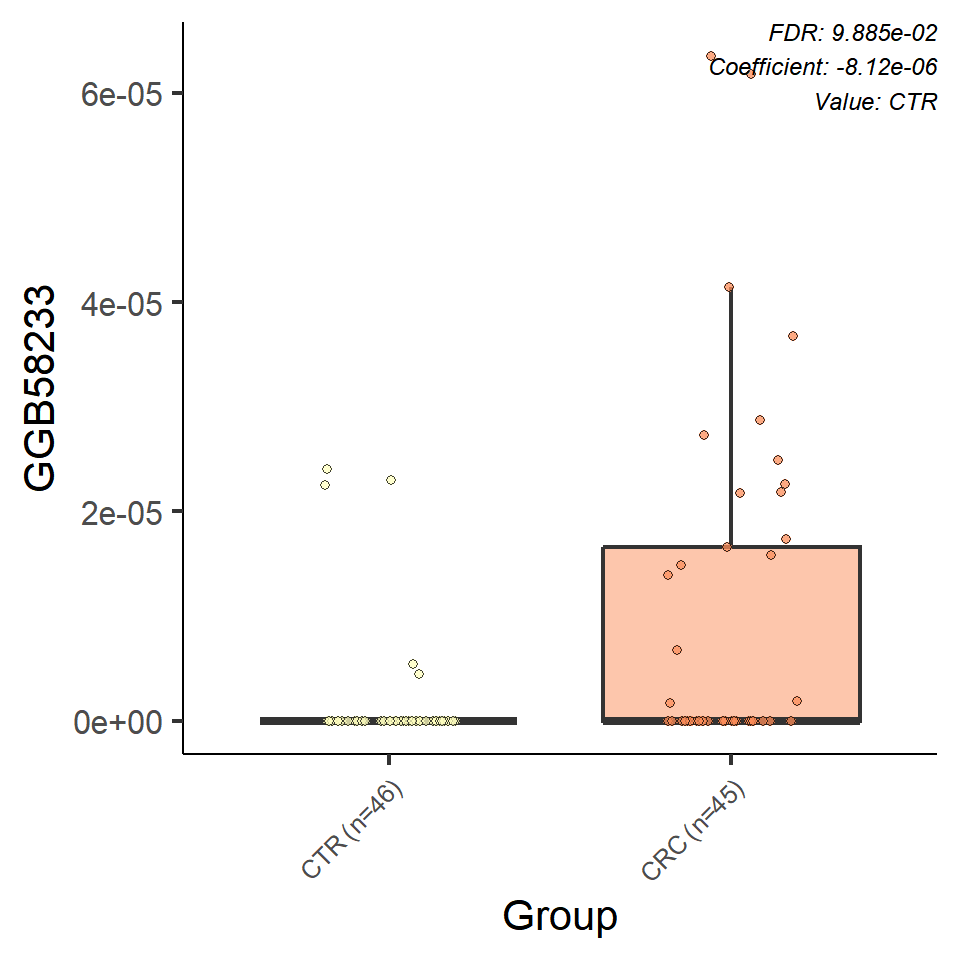 FDR: 9.885e-02
Coefficient: -8.12e-06
Value: CTR
6e-05
4e-05
2e-05
0e+00
GGB58233
CTR (n=46)
CRC (n=45)
Group